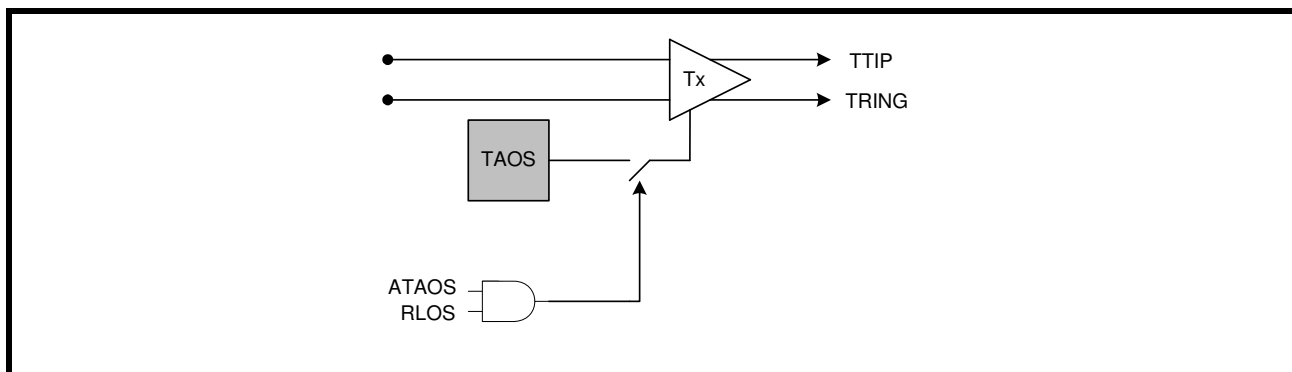 TTIP
Tx
TRING
TAOS
ATAOS
RLOS